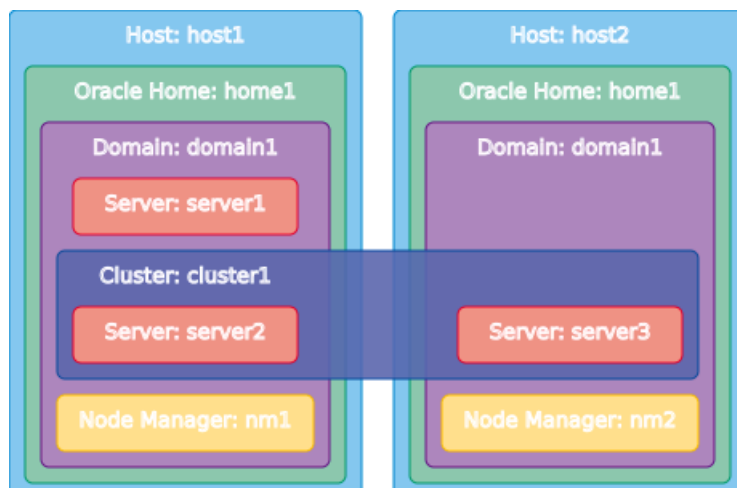 Host: host1
Oracle Home: home1
Domain: domain1
Server: server1
Cluster: cluster1
Server: server2
Node Manager: nm1
Host: host2
Oracle Home: home1
Domain: domain1
Server: server3
Node Manager: nm2